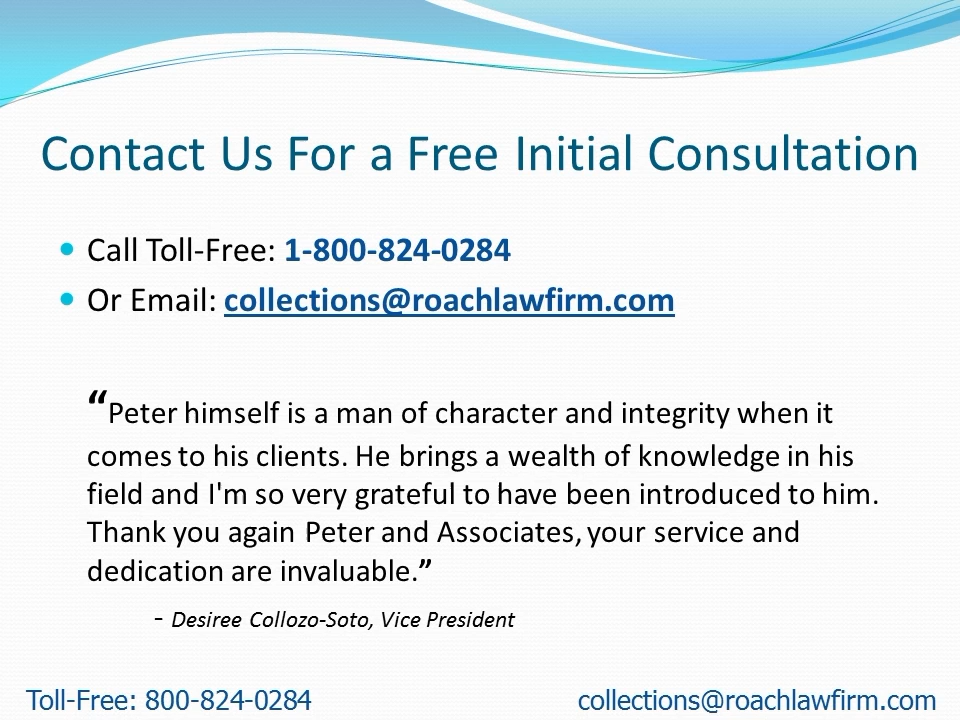 Contact Us For a Free Initial Consultation
Call Toll-Free: 1-800-824-0284
Or Email: collections@roachlawfirm.com
“Peter himself is a man of character and integrity when it
comes to his clients. He brings a wealth of knowledge in his
field and I'm so very grateful to have been introduced to him.
Thank you again Peter and Associates, your service and
dedication are invaluable.”
- Desiree Collozo-Soto, Vice President
Toll-Free: 800-824-0284
collections@roachlawfirm.com